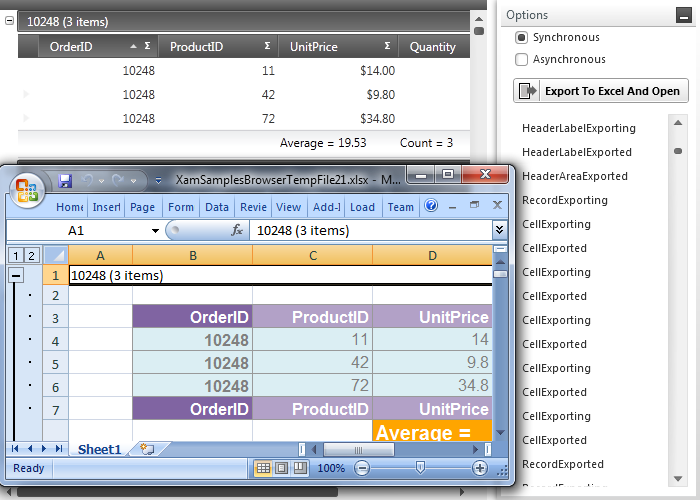 10248 (3 items)
OrderID Σ ProductID Σ UnitPrice Σ Quantity
10248 11 $14.00
10248 42 $9.80
10248 72 $34.80
Average = 19.53 Count = 3
Options
Synchronous
Asynchronous
Export To Excel And Open
HeaderLabelExporting
HeaderLabelExported
HeaderAreaExported
RecordExporting
CellExporting
CellExported
CellExporting
CellExported
CellExporting
CellExported
CellExporting
CellExported
CellExporting
CellExported
RecordExported
RecordExporting
XamSamplesBrowserTempFile21.xlsx - M...
Home Insert Page Form Data Revie View Add-I Load Team
A1 fx 10248 (3 items)
1 2 A B C D
1 10248 (3 items)
2
3 OrderID ProductID UnitPrice
4 10248 11 14
5 10248 42 9.8
6 10248 72 34.8
7 OrderID ProductID UnitPrice
Average =
Sheet1
Ready 100%